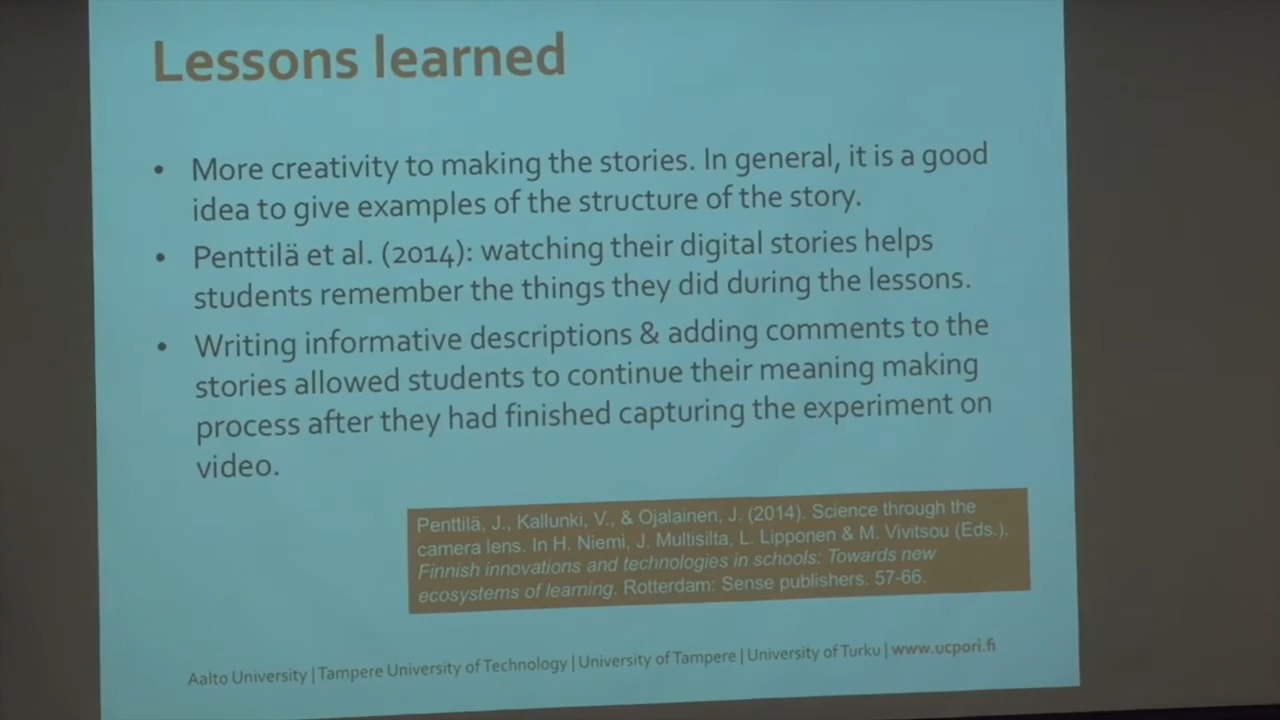 Lessons learned
• More creativity to making the stories. In general, it is a good
idea to give examples of the structure of the story.
• Penttilä et al. (2014): watching their digital stories helps
students remember the things they did during the lessons.
• Writing informative descriptions & adding comments to the
stories allowed students to continue their meaning making
process after they had finished capturing the experiment on
video.
Penttilä, J., Kallunki, V., & Ojalainen, J. (2014). Science through the
camera lens. In H. Niemi, J. Multisilta, L. Lipponen & M. Vivitsou (Eds.),
Finnish innovations and technologies in schools: Towards new
ecosystems of learning. Rotterdam: Sense publishers. 57-66.
Aalto University | Tampere University of Technology | University of Tampere | University of Turku | www.ucpori.fi